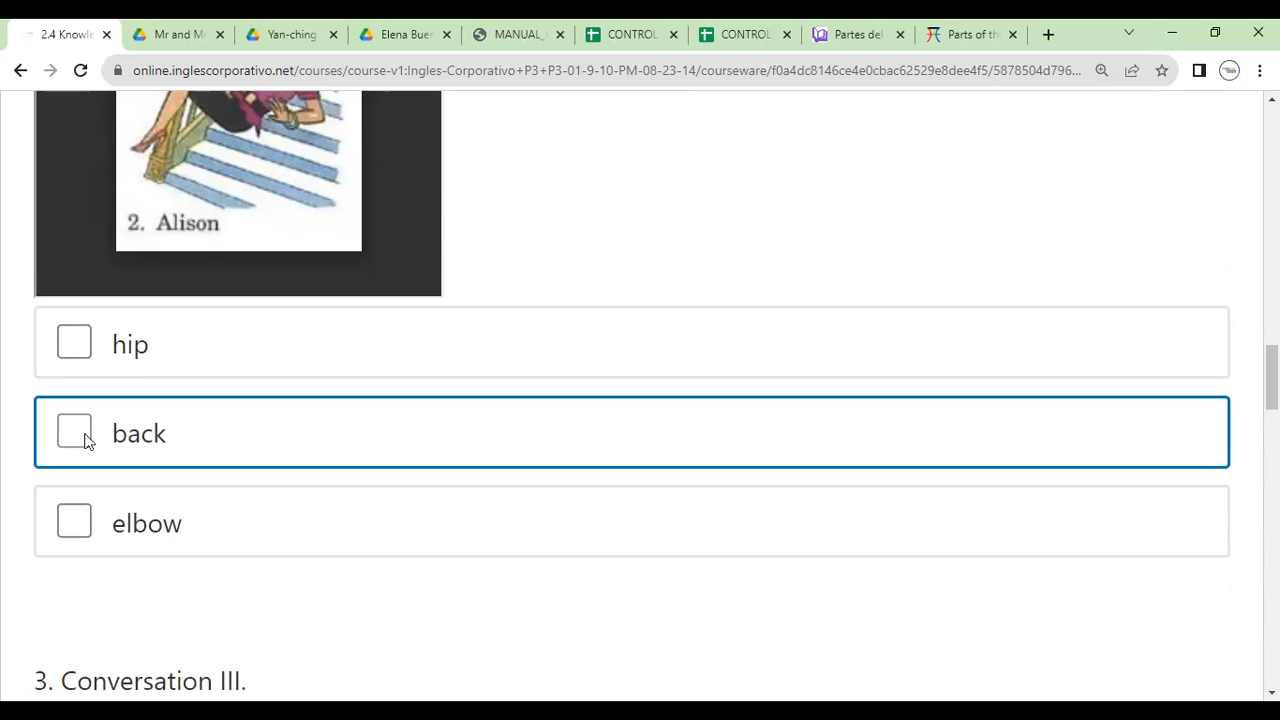 2.4 Knowle
Mr and M
Yan-ching
Elena Buer
MANUAL_
CONTROL
CONTROL
Partes del
Parts of th
online.inglescorporativo.net/courses/course-v1:Ingles-Corporativo+P3+P3-01-9-10-PM-08-23-14/courseware/f0a4dc8146ce4e0cbac62529e8dee4f5/5878504d796...
2. Alison
hip
back
elbow
3. Conversation III.